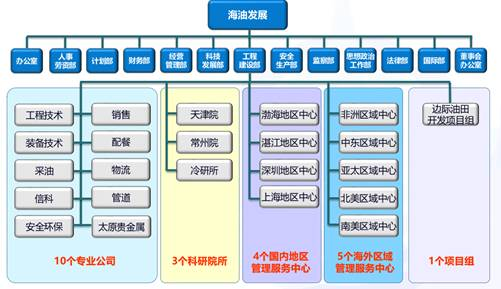 海油发展
办公室
人事
劳资部
计划部
财务部
经营
管理部
科技
发展部
工程
建设部
安全
生产部
监察部
思想政治
工作部
法律部
国际部
董事会
办公室
工程技术
销售
装备技术
配餐
采油
物流
信科
管道
安全环保
太原贵金属
10个专业公司
天津院
常州院
冷研所
3个科研院所
渤海地区中心
湛江地区中心
深圳地区中心
上海地区中心
4个国内地区
管理服务中心
非洲区域中心
中东区域中心
亚太区域中心
北美区域中心
南美区域中心
5个海外区域
管理服务中心
边际油田
开发项目组
1个项目组